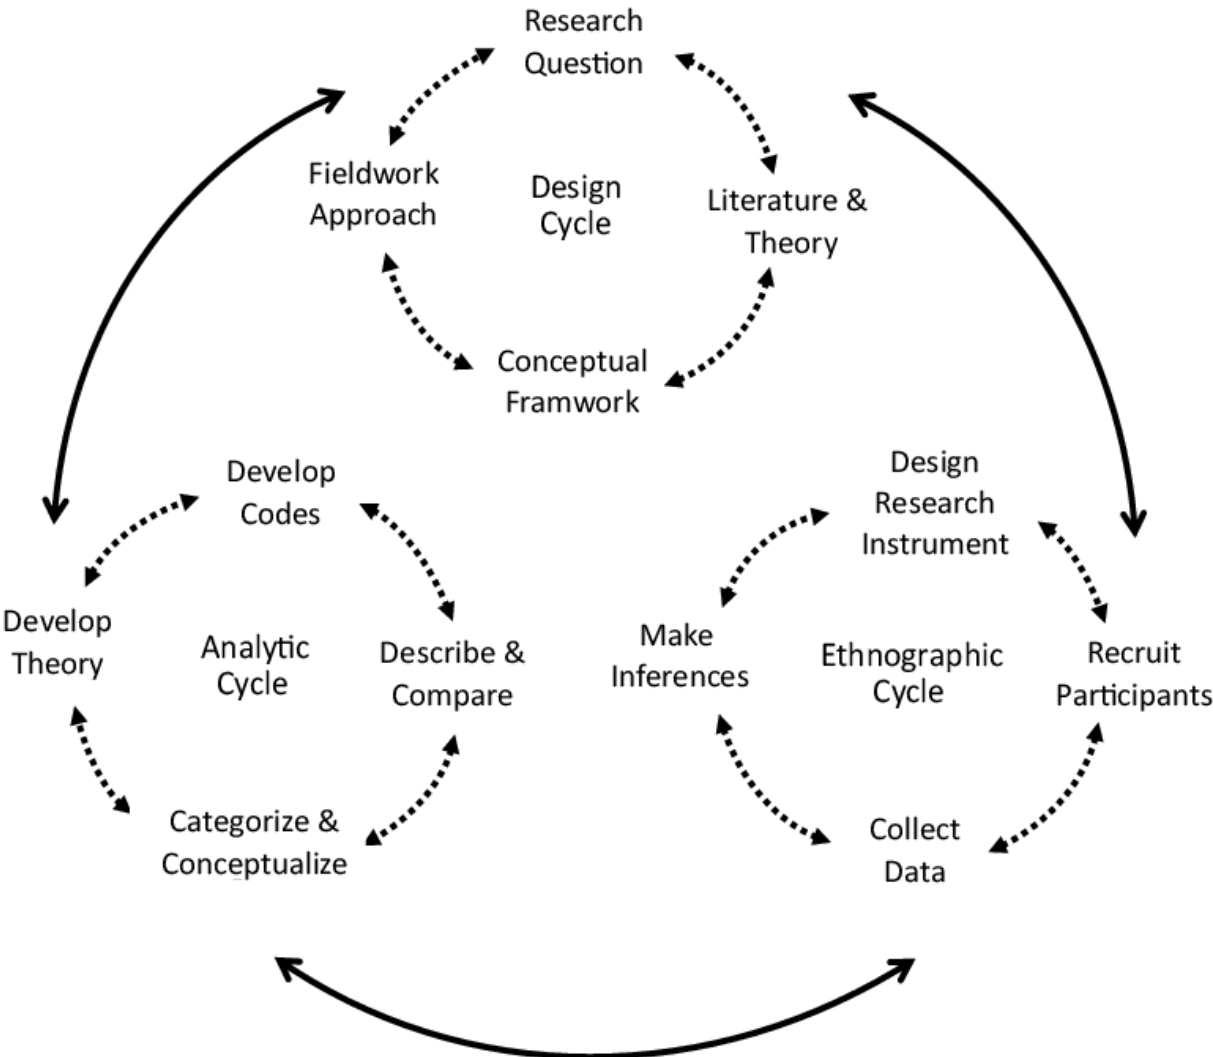 Research
Question
Fieldwork
Approach
Design
Cycle
Literature &
Theory
Conceptual
Framwork
Develop
Codes
Develop
Theory
Analytic
Cycle
Describe &
Compare
Categorize &
Conceptualize
Design
Research
Instrument
Make
Inferences
Ethnographic
Cycle
Recruit
Participants
Collect
Data